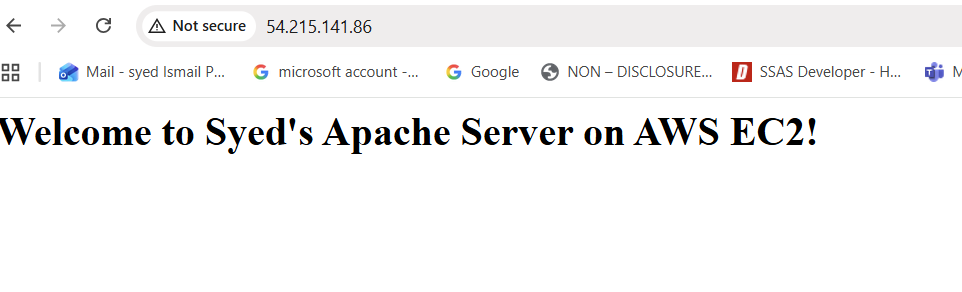 Not secure 54.215.141.86
Mail - syed Ismail P... microsoft account -... Google NON – DISCLOSURE... SSAS Developer - H... M
Welcome to Syed's Apache Server on AWS EC2!